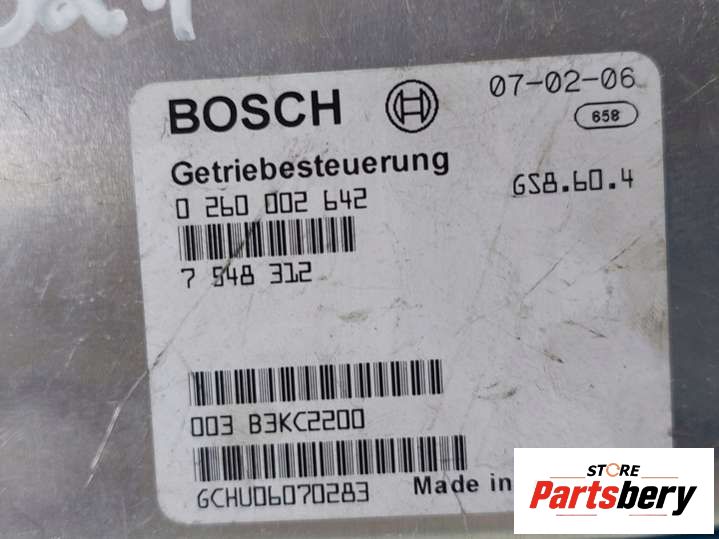 BOSCH
07-02-06
658
Getriebesteuerung
0 260 002 642
GS8.60.4
7 548 312
003 B3KC2200
GCHU06070283
Made in
STORE
Partsbery